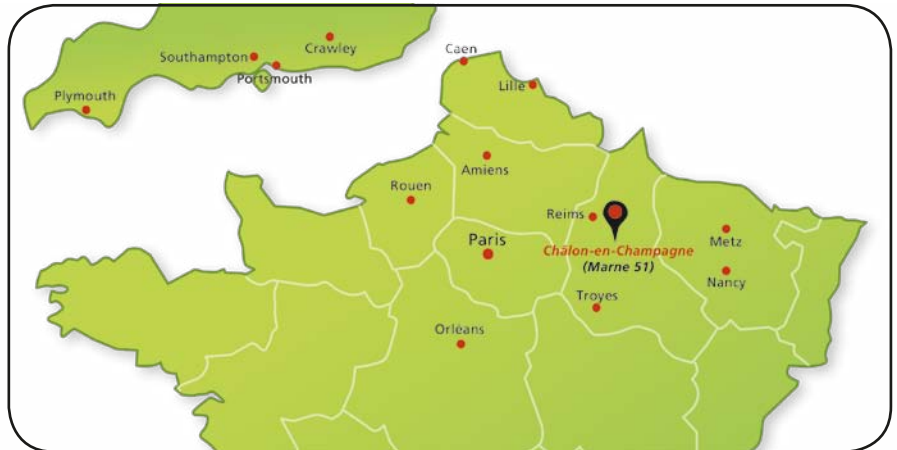 Crawley
Southampton
Portsmouth
Plymouth
Caen
Lille
Amiens
Rouen
Reims
Paris
Châlon-en-Champagne
(Marne 51)
Metz
Nancy
Troyes
Orléans